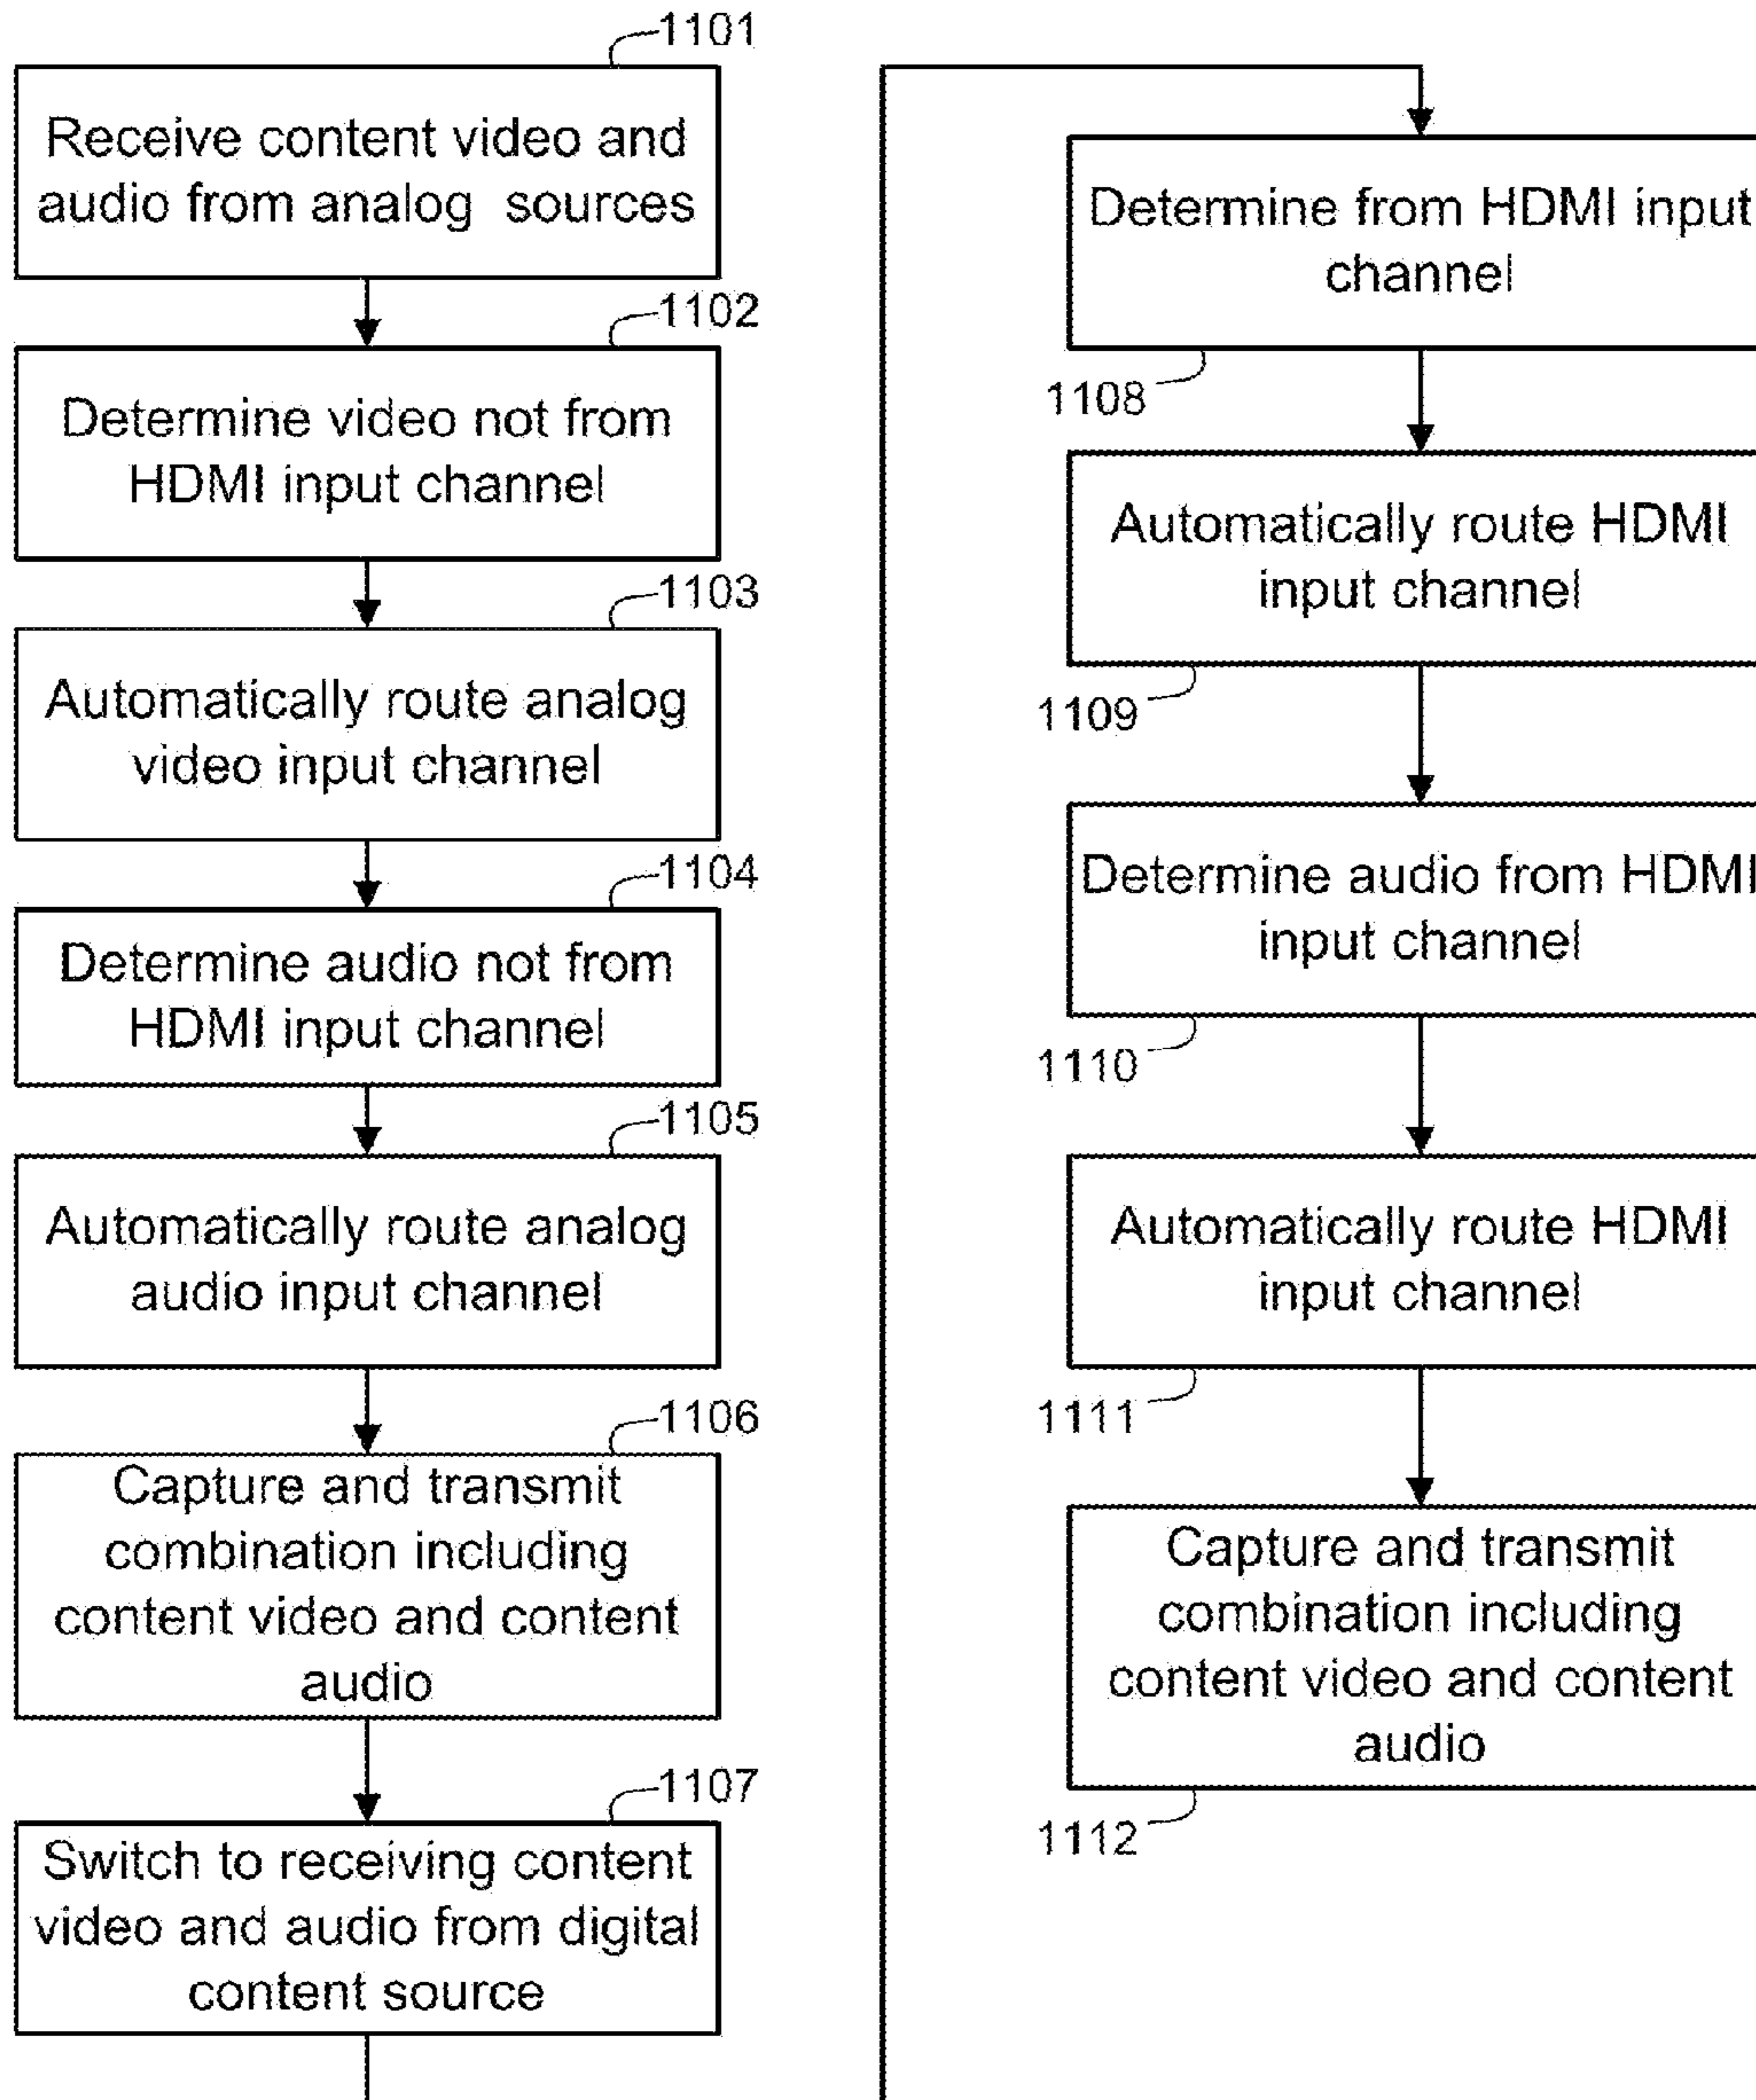 1101
Receive content video and
audio from analog sources
1102
Determine video not from
HDMI input channel
1103
Automatically route analog
video input channel
1104
Determine audio not from
HDMI input channel
1105
Automatically route analog
audio input channel
1106
Capture and transmit
combination including
content video and content
audio
1107
Switch to receiving content
video and audio from digital
content source
Determine from HDMI input
channel
1108
Automatically route HDMI
input channel
1109
Determine audio from HDMI
input channel
1110
Automatically route HDMI
input channel
1111
Capture and transmit
combination including
content video and content
audio
1112